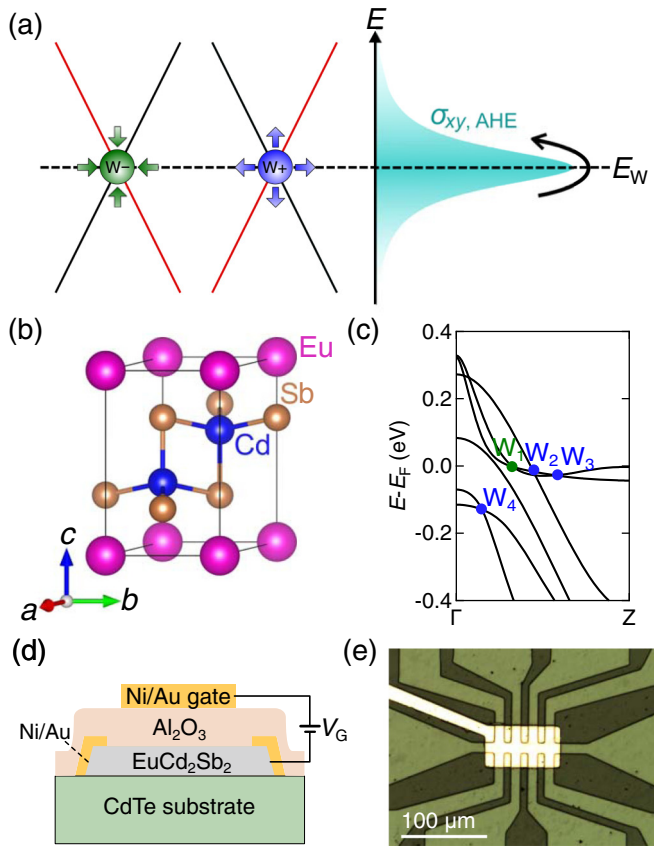 (a)
E
W−
W+
σxy, AHE
EW
(b)
Eu
Sb
Cd
c
a
b
(c)
E-EF (eV)
0.4
0.2
0.0
-0.2
-0.4
W1
W2
W3
W4
Γ
Z
(d)
Ni/Au gate
Ni/Au
Al2O3
VG
EuCd2Sb2
CdTe substrate
(e)
100 μm